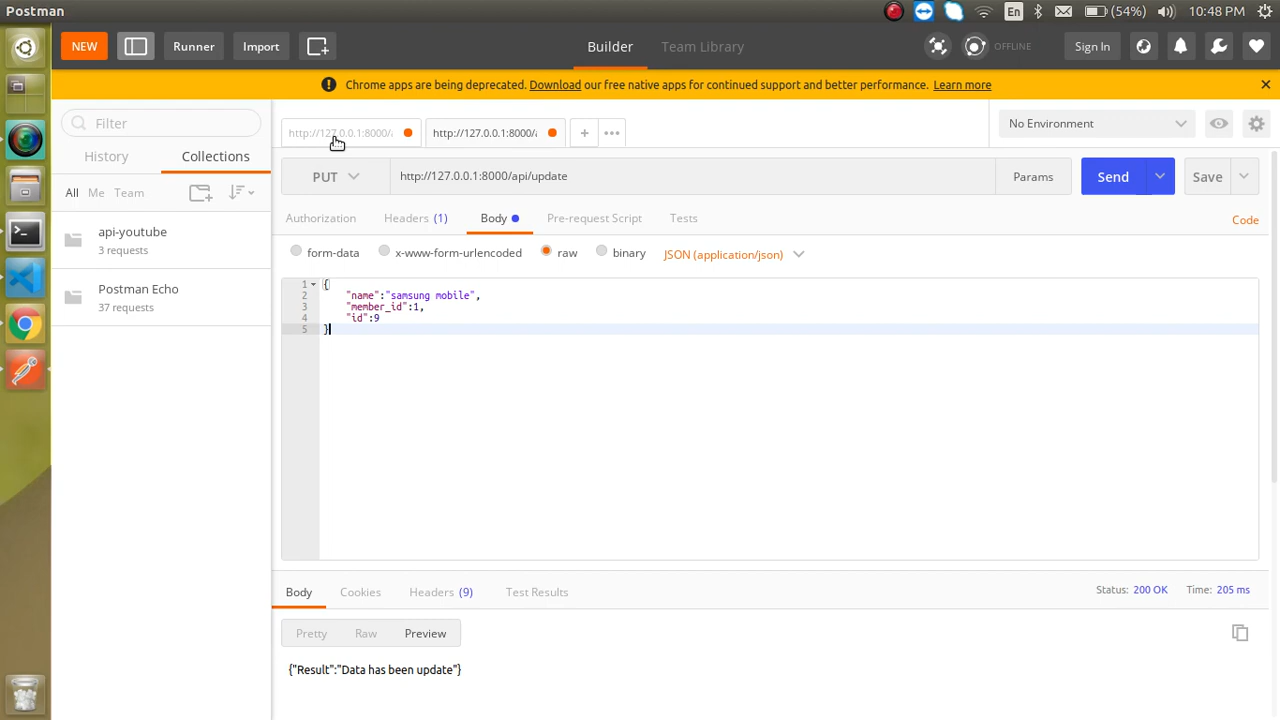 Postman
En
(54%)
10:48 PM
NEW
Runner
Import
Builder
Team Library
OFFLINE
Sign In
Chrome apps are being deprecated. Download our free native apps for continued support and better performance. Learn more
Filter
History
Collections
All
Me
Team
api-youtube
3 requests
Postman Echo
37 requests
http://127.0.0.1:8000/
http://127.0.0.1:8000/
No Environment
PUT
http://127.0.0.1:8000/api/update
Params
Send
Save
Authorization
Headers (1)
Body
Pre-request Script
Tests
Code
form-data
x-www-form-urlencoded
raw
binary
JSON (application/json)
1 {
2 "name":"samsung mobile",
3 "member_id":1,
4 "id":9
5 }
Body
Cookies
Headers (9)
Test Results
Status: 200 OK
Time: 205 ms
Pretty
Raw
Preview
{"Result":"Data has been update"}